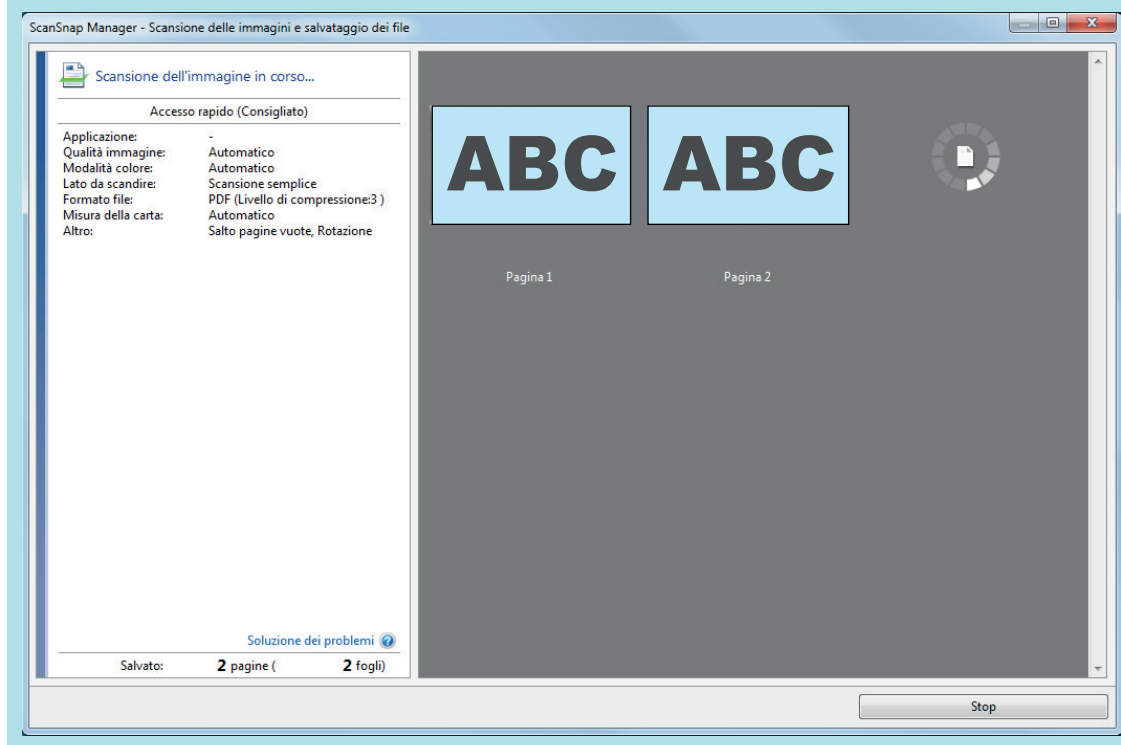 ScanSnap Manager - Scansione delle immagini e salvataggio dei file
Scansione dell'immagine in corso...
Accesso rapido (Consigliato)
Applicazione: -
Qualità immagine: Automatico
Modalità colore: Automatico
Lato da scandire: Scansione semplice
Formato file: PDF (Livello di compressione:3 )
Misura della carta: Automatico
Altro: Salto pagine vuote, Rotazione
ABC ABC
Pagina 1 Pagina 2
Soluzione dei problemi ?
Salvato: 2 pagine ( 2 fogli)
Stop